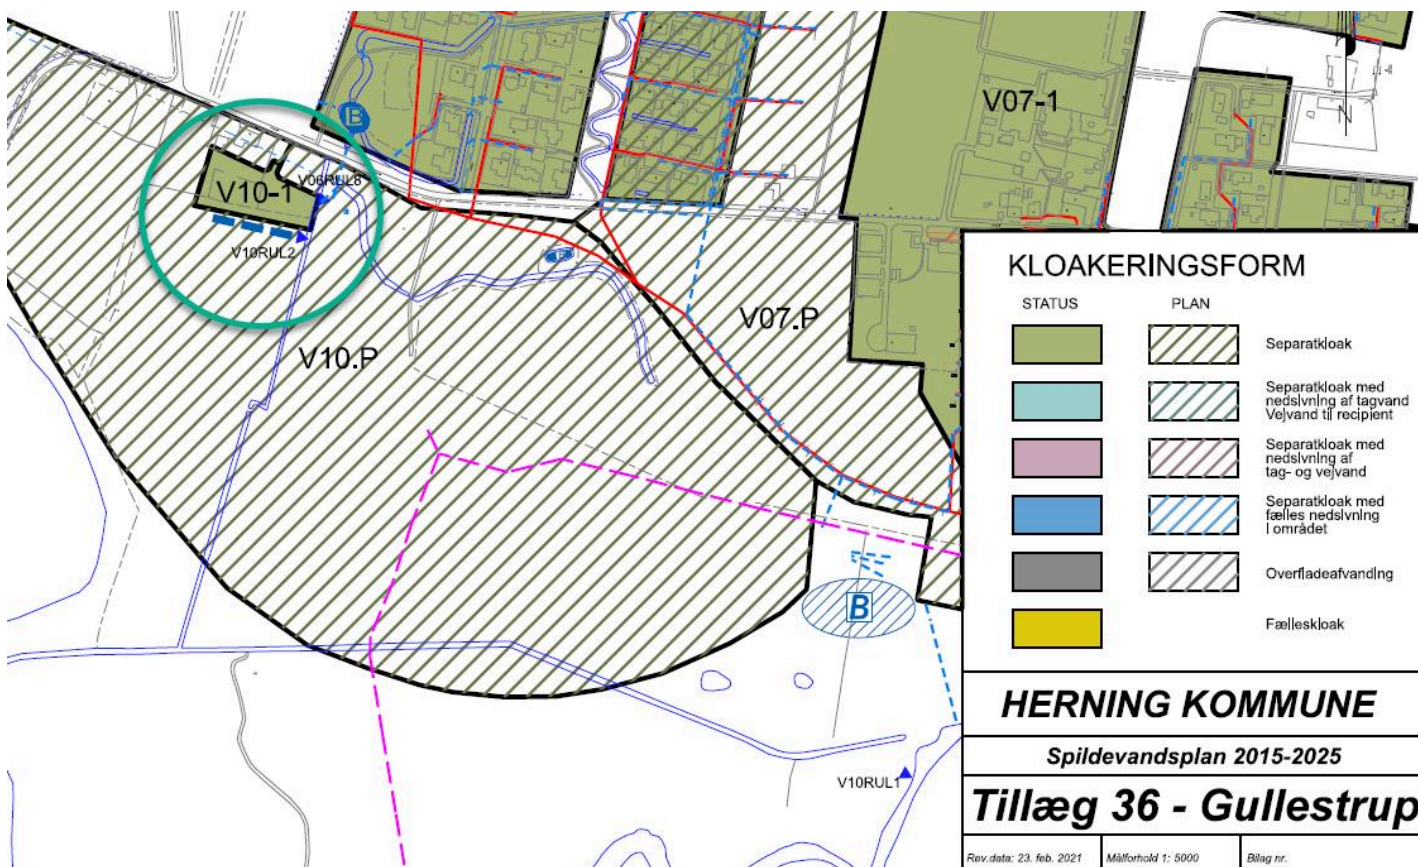 V07-1
B
V10-1
V06RUL8
V10RUL2
B
V07.P
V10.P
B
V10RUL1
KLOAKERINGSFORM
STATUS PLAN
Separatkloak
Separatkloak med
nedsivning af tagvand
Vejvand til recipient
Separatkloak med
nedsivning af
tag- og vejvand
Separatkloak med
fælles nedsivning
i området
Overfladeafvanding
Fælleskloak
HERNING KOMMUNE
Spildevandsplan 2015-2025
Tillæg 36 - Gullestrup
Rev.dato: 23. feb. 2021 Målforhold 1: 5000 Bilag nr.